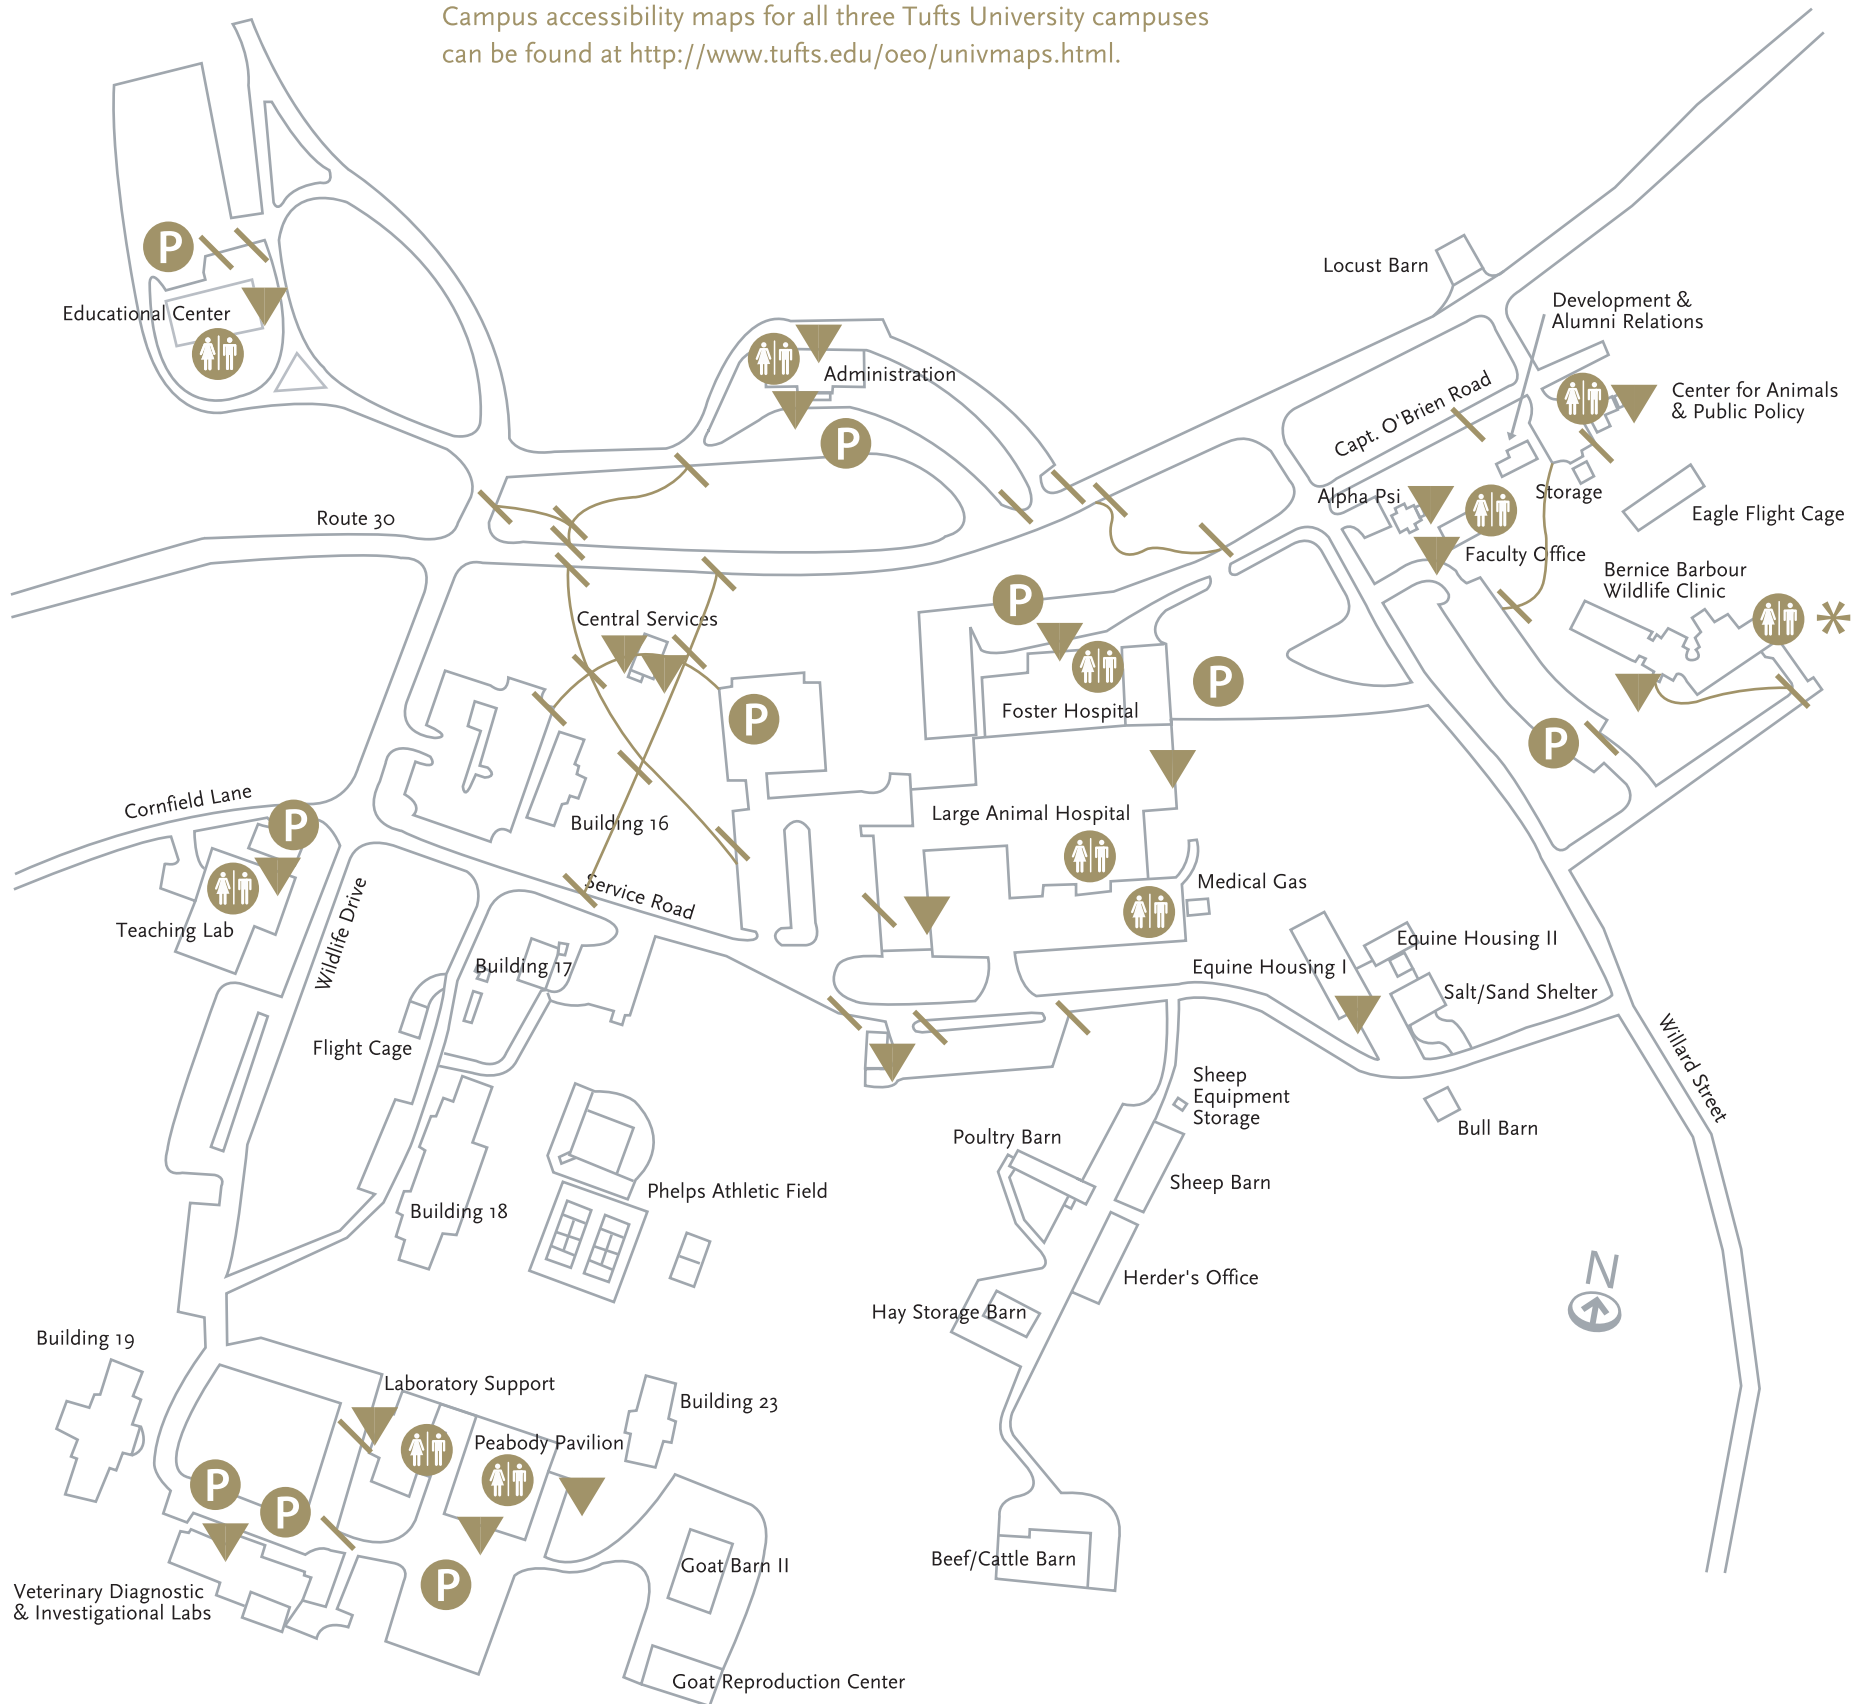 Campus accessibility maps for all three Tufts University campuses
can be found at http://www.tufts.edu/oeo/univmaps.html.
Locust Barn
Development &
Alumni Relations
P
Educational Center
Administration
Capt. O'Brien Road
Center for Animals
& Public Policy
P
Alpha Psi
Storage
Eagle Flight Cage
Route 30
Faculty Office
Bernice Barbour
Wildlife Clinic
*
P
Central Services
P
Foster Hospital
P
P
Cornfield Lane
P
Building 16
Large Animal Hospital
Medical Gas
Service Road
Teaching Lab
Wildlife Drive
Building 17
Equine Housing II
Equine Housing I
Salt/Sand Shelter
Flight Cage
Willard Street
Sheep
Equipment
Storage
Poultry Barn
Bull Barn
Sheep Barn
Phelps Athletic Field
Building 18
Herder's Office
N
Hay Storage Barn
Building 19
Laboratory Support
Building 23
Peabody Pavilion
P
P
Goat Barn II
Beef/Cattle Barn
P
Veterinary Diagnostic
& Investigational Labs
Goat Reproduction Center